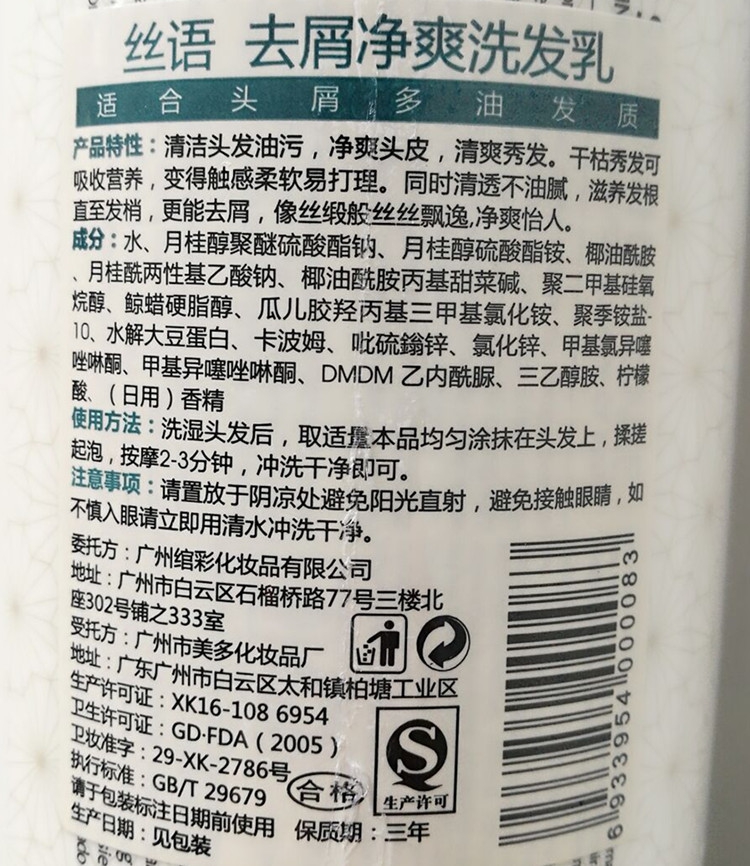 丝语 去屑净爽洗发乳
适合头屑多油发质
产品特性：清洁头发油污，净爽头皮，清爽秀发。干枯秀发可
吸收营养，变得触感柔软易打理。同时清透不油腻，滋养发根
直至发梢，更能去屑，像丝缎般丝丝飘逸,净爽怡人。
成分：水、月桂醇聚醚硫酸酯钠、月桂醇硫酸酯铵、椰油酰胺
、月桂酰两性基乙酸钠、椰油酰胺丙基甜菜碱、聚二甲基硅氧
烷醇、鲸蜡硬脂醇、瓜儿胶羟丙基三甲基氯化铵、聚季铵盐-
10、水解大豆蛋白、卡波姆、吡硫鎓锌、氯化锌、甲基氯异噻
唑啉酮、甲基异噻唑啉酮、DMDM 乙内酰脲、三乙醇胺、柠檬
酸、（日用）香精
使用方法：洗湿头发后，取适量本品均匀涂抹在头发上，揉搓
起泡，按摩2-3分钟，冲洗干净即可。
注意事项：请置放于阴凉处避免阳光直射，避免接触眼睛，如
不慎入眼请立即用清水冲洗干净。
委托方：广州绾彩化妆品有限公司
地址：广州市白云区石榴桥路77号三楼北
座302号铺之333室
受托方：广州市美多化妆品厂
地址：广东广州市白云区太和镇柏塘工业区
生产许可证：XK16-108 6954
卫生许可证：GD·FDA（2005）
卫妆准字：29-XK-2786号
执行标准：GB/T 29679
合格
生产许可
请于包装标注日期前使用 保质期：三年
生产日期：见包装
6933954000083